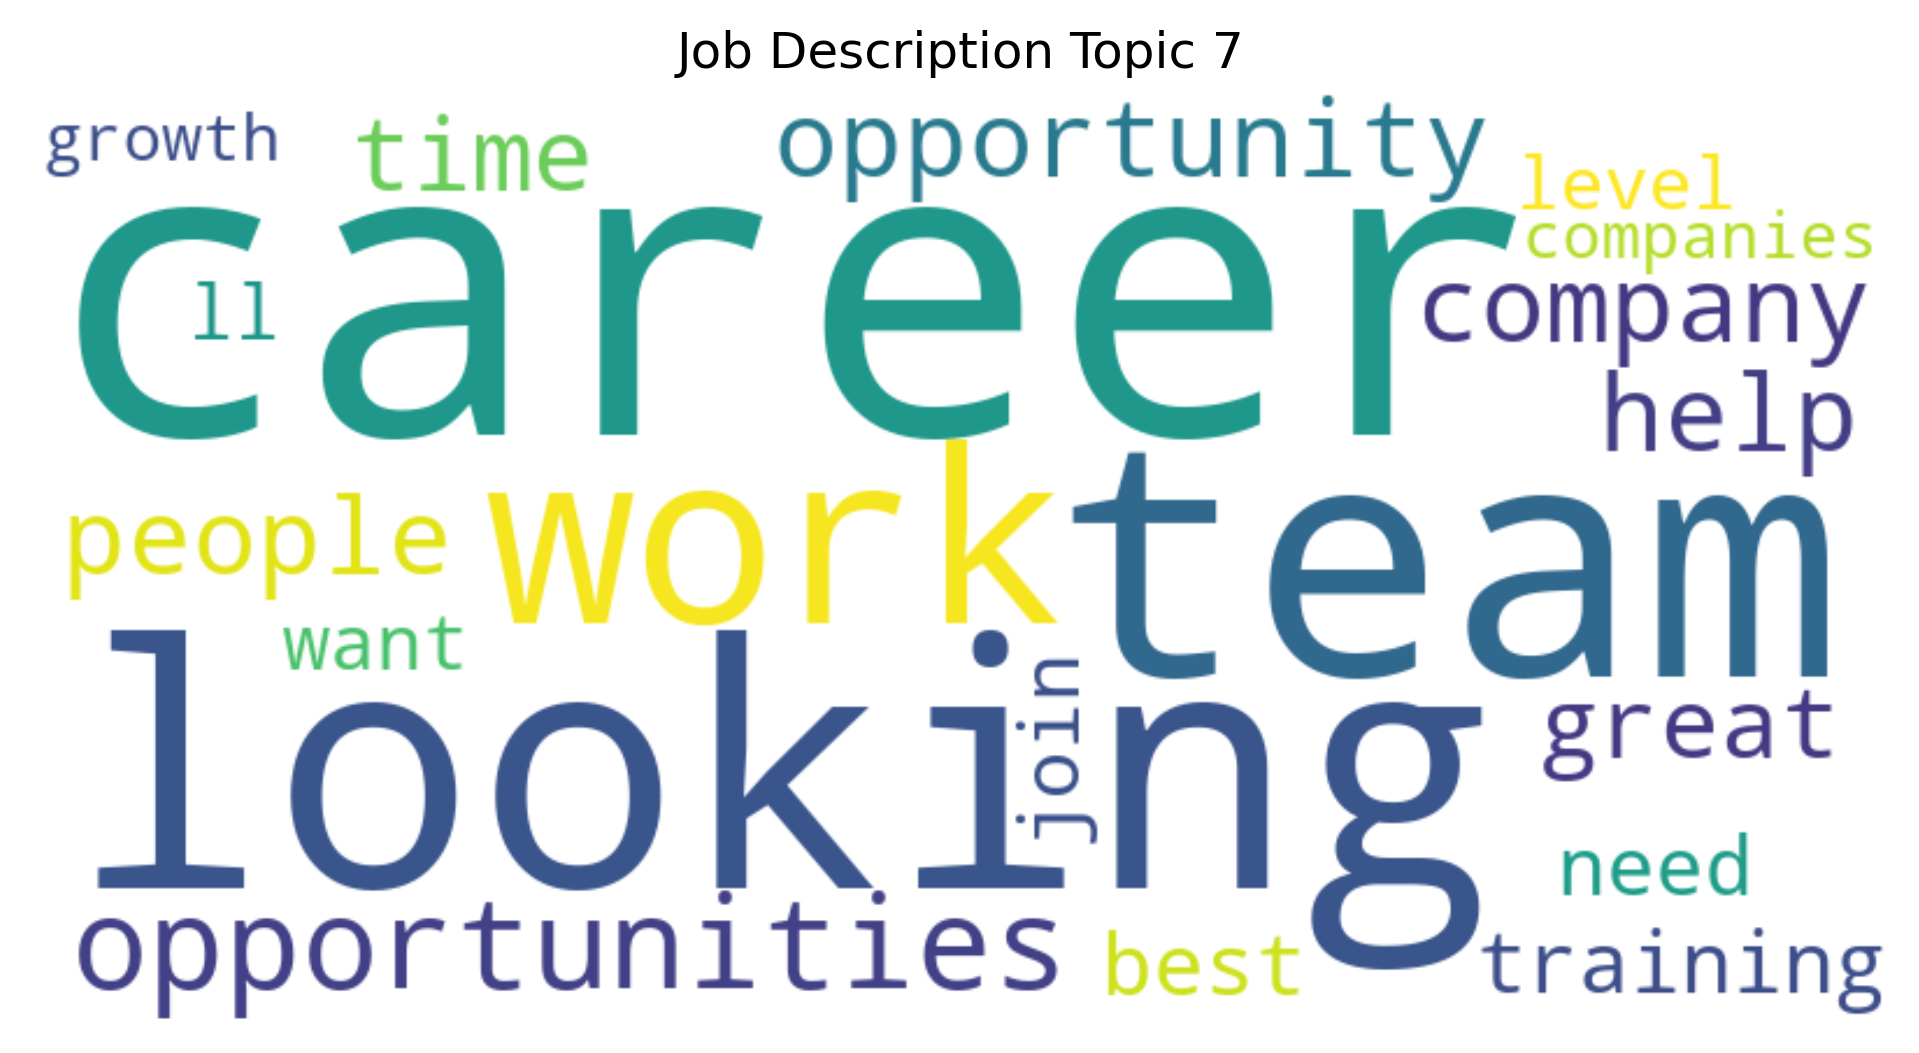 Job Description Topic 7
growth
time
opportunity
level
companies
career
ll
company
help
people
work
team
want
looking
join
great
need
opportunities
best
training